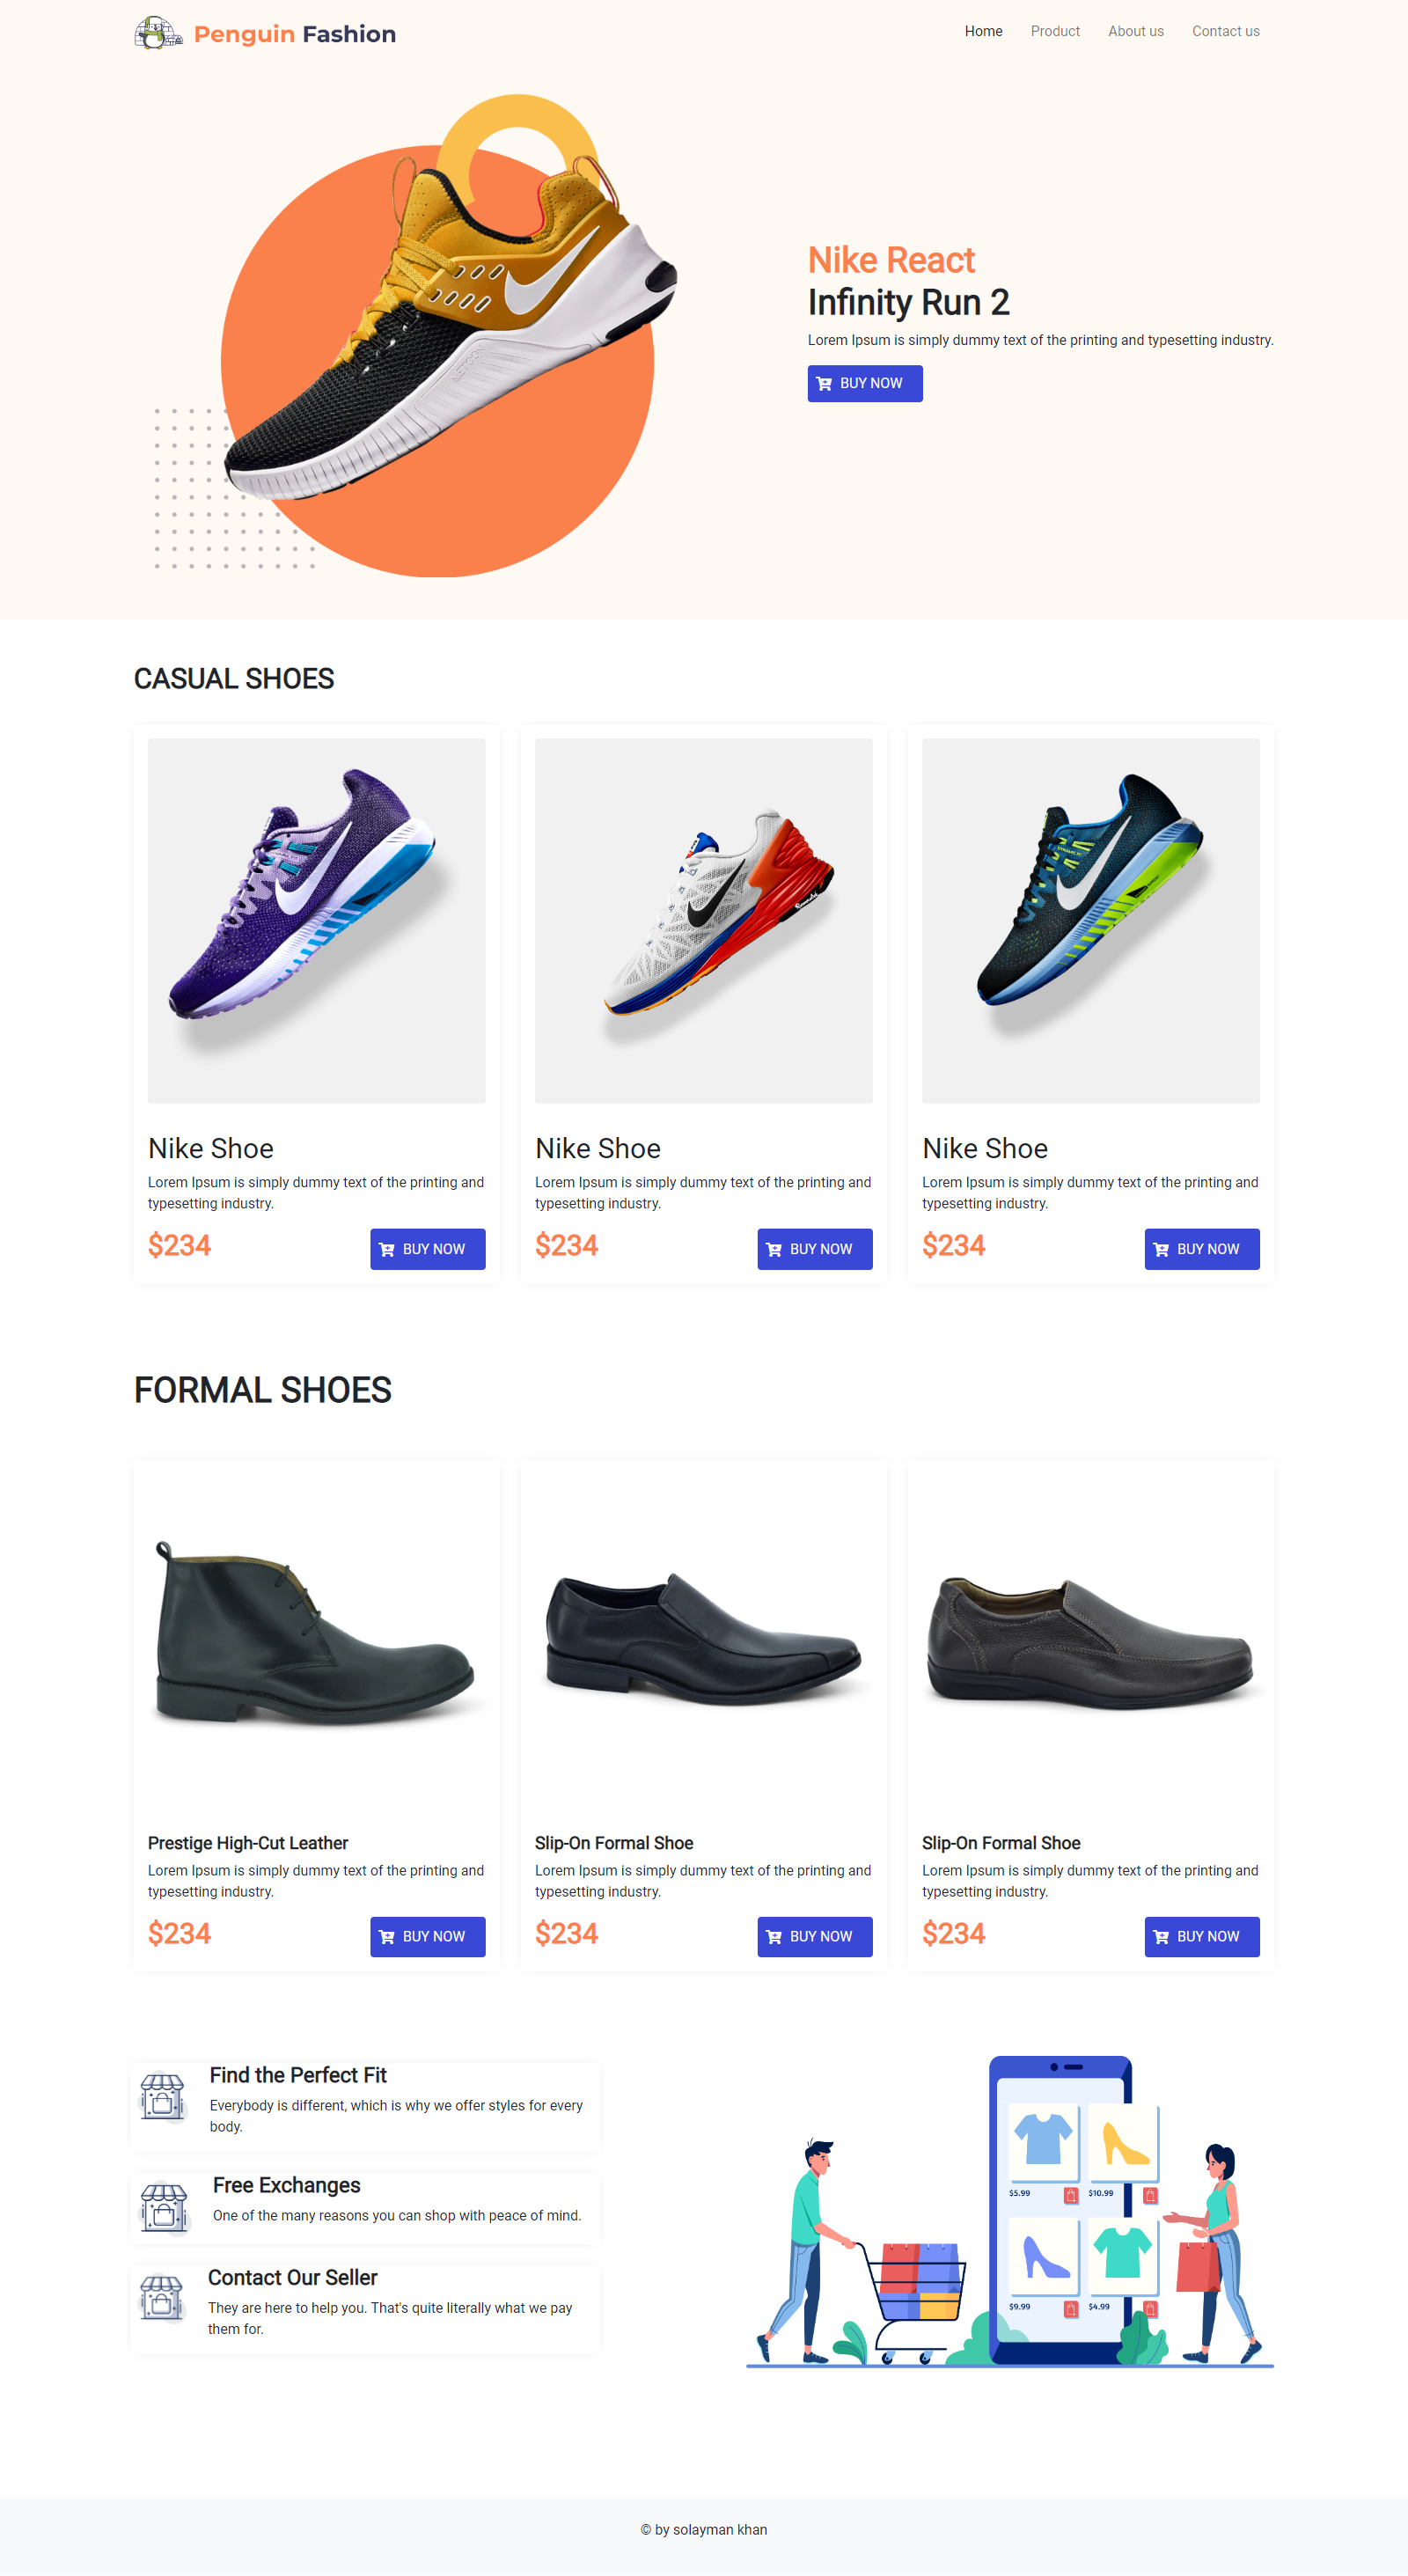 Penguin Fashion
Home Product About us Contact us
Nike React
Infinity Run 2
Lorem Ipsum is simply dummy text of the printing and typesetting industry.
BUY NOW
CASUAL SHOES
Nike Shoe
Lorem Ipsum is simply dummy text of the printing and
typesetting industry.
$234
BUY NOW
Nike Shoe
Lorem Ipsum is simply dummy text of the printing and
typesetting industry.
$234
BUY NOW
Nike Shoe
Lorem Ipsum is simply dummy text of the printing and
typesetting industry.
$234
BUY NOW
FORMAL SHOES
Prestige High-Cut Leather
Lorem Ipsum is simply dummy text of the printing and
typesetting industry.
$234
BUY NOW
Slip-On Formal Shoe
Lorem Ipsum is simply dummy text of the printing and
typesetting industry.
$234
BUY NOW
Slip-On Formal Shoe
Lorem Ipsum is simply dummy text of the printing and
typesetting industry.
$234
BUY NOW
Find the Perfect Fit
Everybody is different, which is why we offer styles for every
body.
Free Exchanges
One of the many reasons you can shop with peace of mind.
Contact Our Seller
They are here to help you. That's quite literally what we pay
them for.
$5.99
$10.99
$9.99
$4.99
© by solayman khan